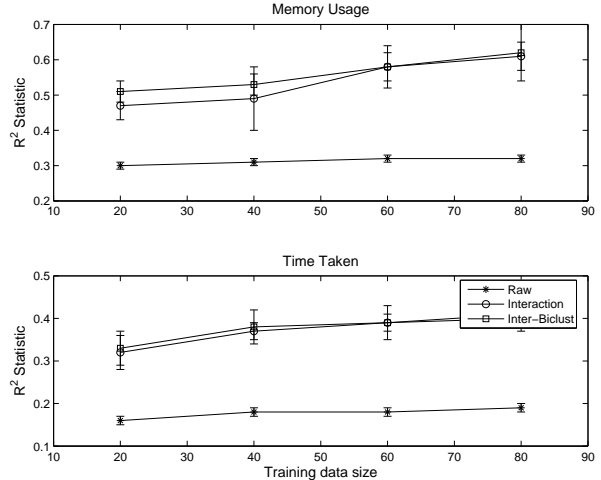 Memory Usage
0.7
0.6
0.5
0.4
0.3
0.2
R² Statistic
10 20 30 40 50 60 70 80 90
Time Taken
0.5
0.4
0.3
0.2
0.1
R² Statistic
Raw
Interaction
Inter−Biclust
10 20 30 40 50 60 70 80 90
Training data size